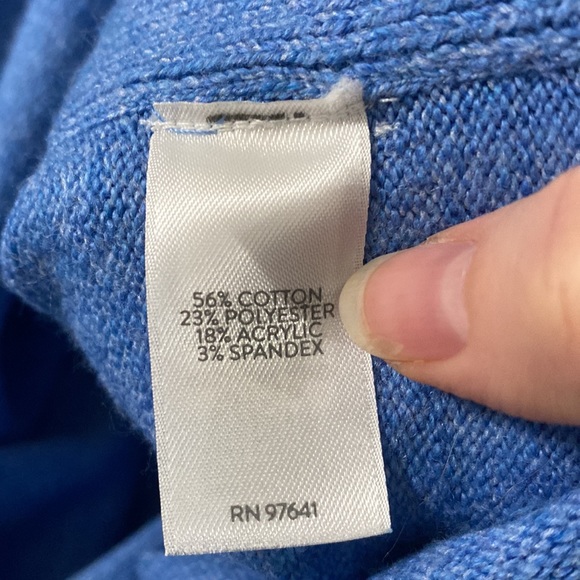 56% COTTON
23% POLYESTER
18% ACRYLIC
3% SPANDEX
RN 97641